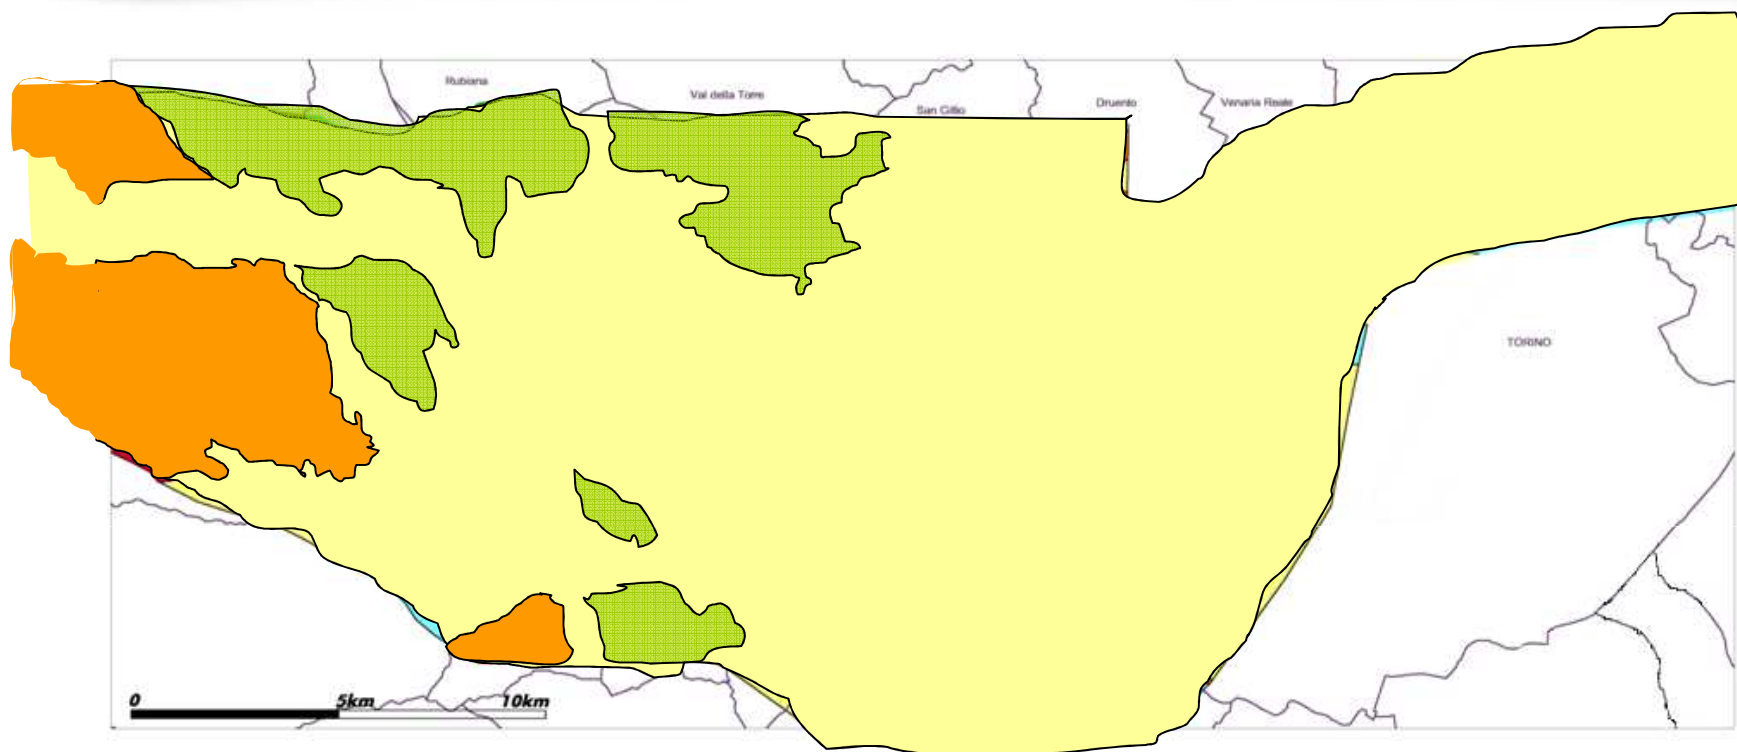 Rubiana
Val della Torre
San Gillio
Druento
Venaria Reale
TORINO
0 5km 10km